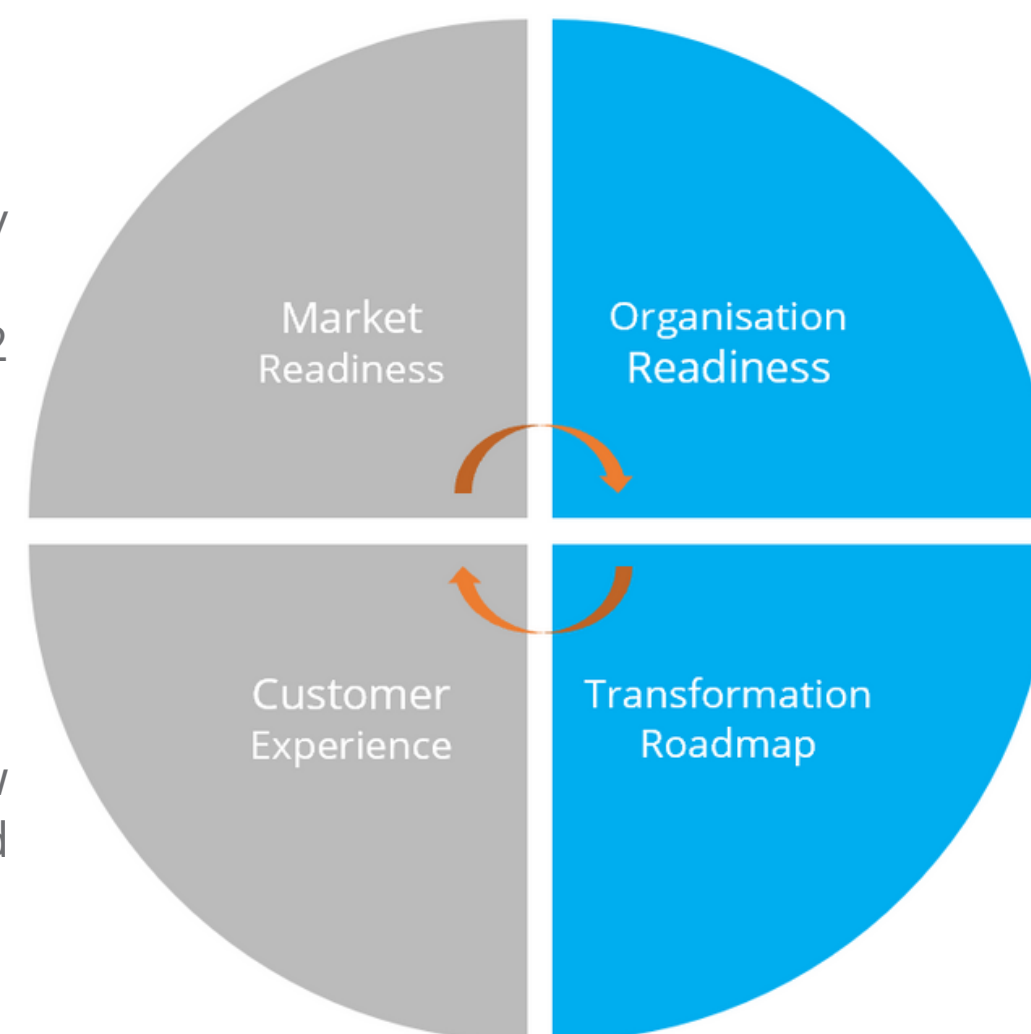 Market
Readiness
Organisation
Readiness
Customer
Experience
Transformation
Roadmap